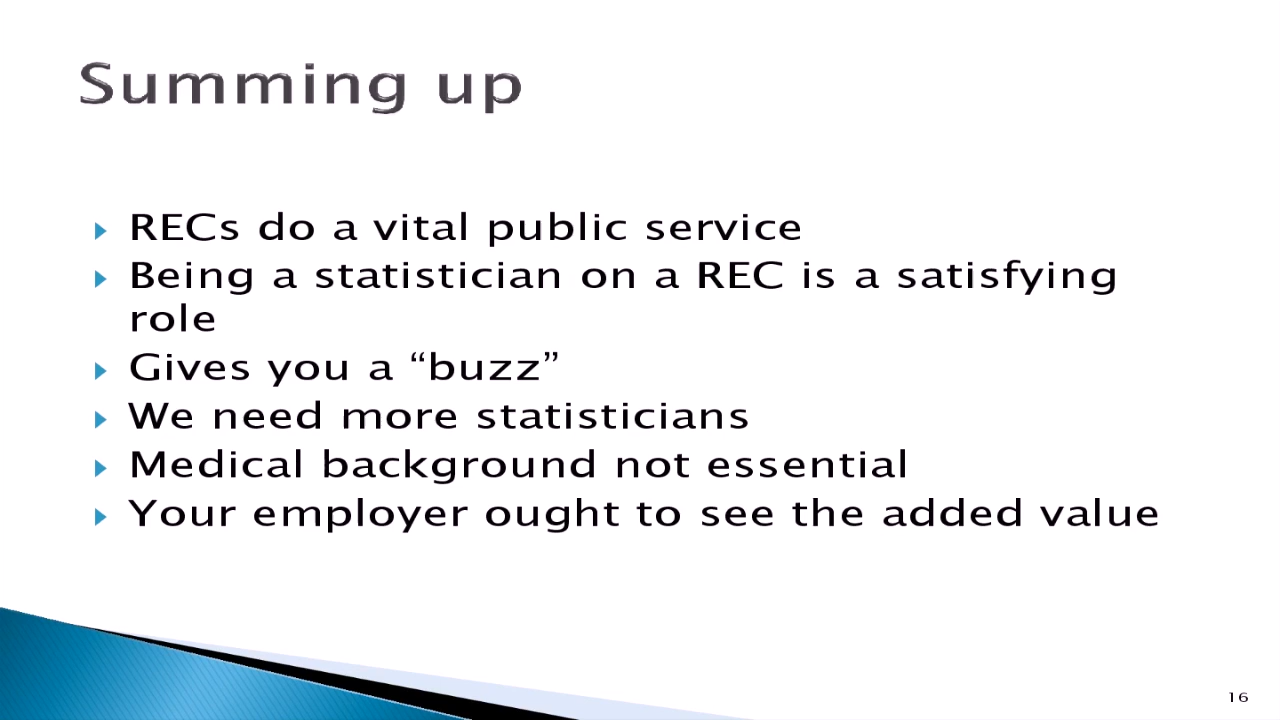 Summing up
RECs do a vital public service
Being a statistician on a REC is a satisfying
role
Gives you a “buzz”
We need more statisticians
Medical background not essential
Your employer ought to see the added value
16